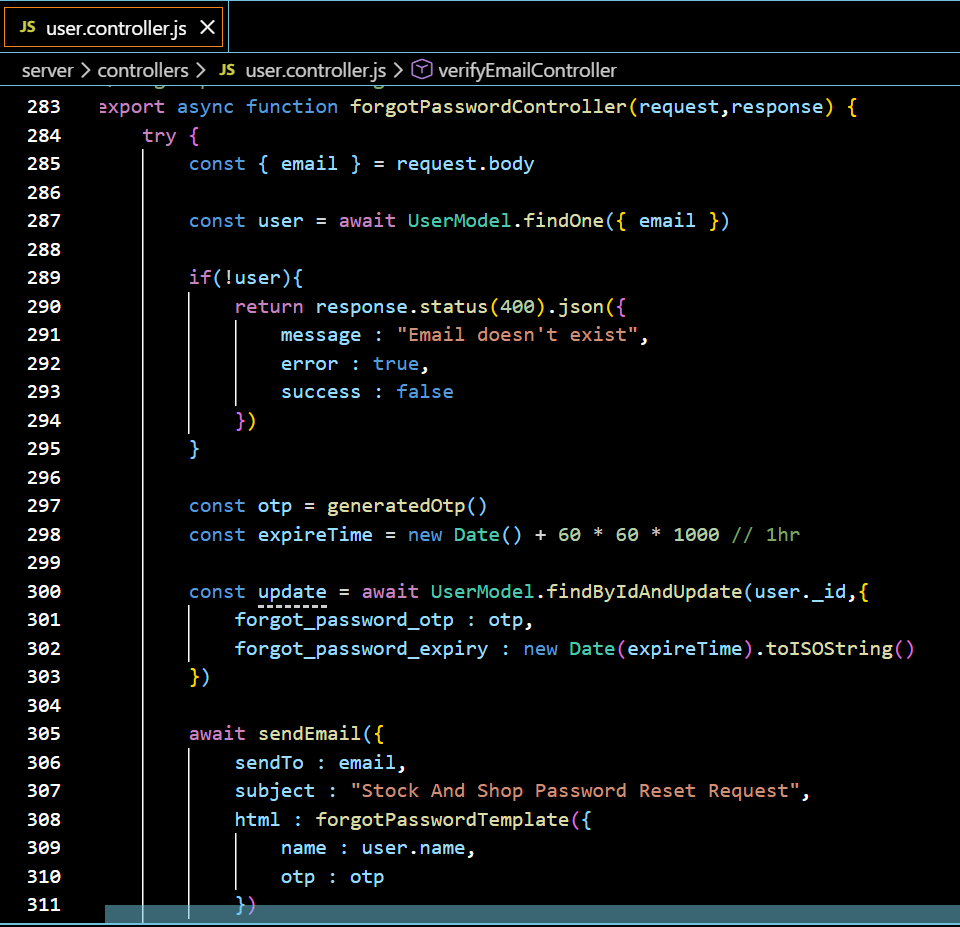 JS user.controller.js ×
server > controllers > JS user.controller.js > verifyEmailController
283 export async function forgotPasswordController(request,response) {
284     try {
285         const { email } = request.body
286
287         const user = await UserModel.findOne({ email })
288
289         if(!user){
290             return response.status(400).json({
291                 message : "Email doesn't exist",
292                 error : true,
293                 success : false
294             })
295         }
296
297         const otp = generatedOtp()
298         const expireTime = new Date() + 60 * 60 * 1000 // 1hr
299
300         const update = await UserModel.findByIdAndUpdate(user._id,{
301             forgot_password_otp : otp,
302             forgot_password_expiry : new Date(expireTime).toISOString()
303         })
304
305         await sendEmail({
306             sendTo : email,
307             subject : "Stock And Shop Password Reset Request",
308             html : forgotPasswordTemplate({
309                 name : user.name,
310                 otp : otp
311             })